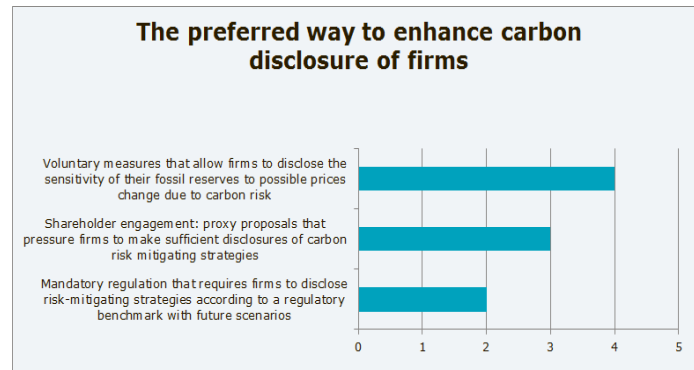 The preferred way to enhance carbon
disclosure of firms
Voluntary measures that allow firms to disclose the
sensitivity of their fossil reserves to possible prices
change due to carbon risk
Shareholder engagement: proxy proposals that
pressure firms to make sufficient disclosures of carbon
risk mitigating strategies
Mandatory regulation that requires firms to disclose
risk-mitigating strategies according to a regulatory
benchmark with future scenarios
0 1 2 3 4 5